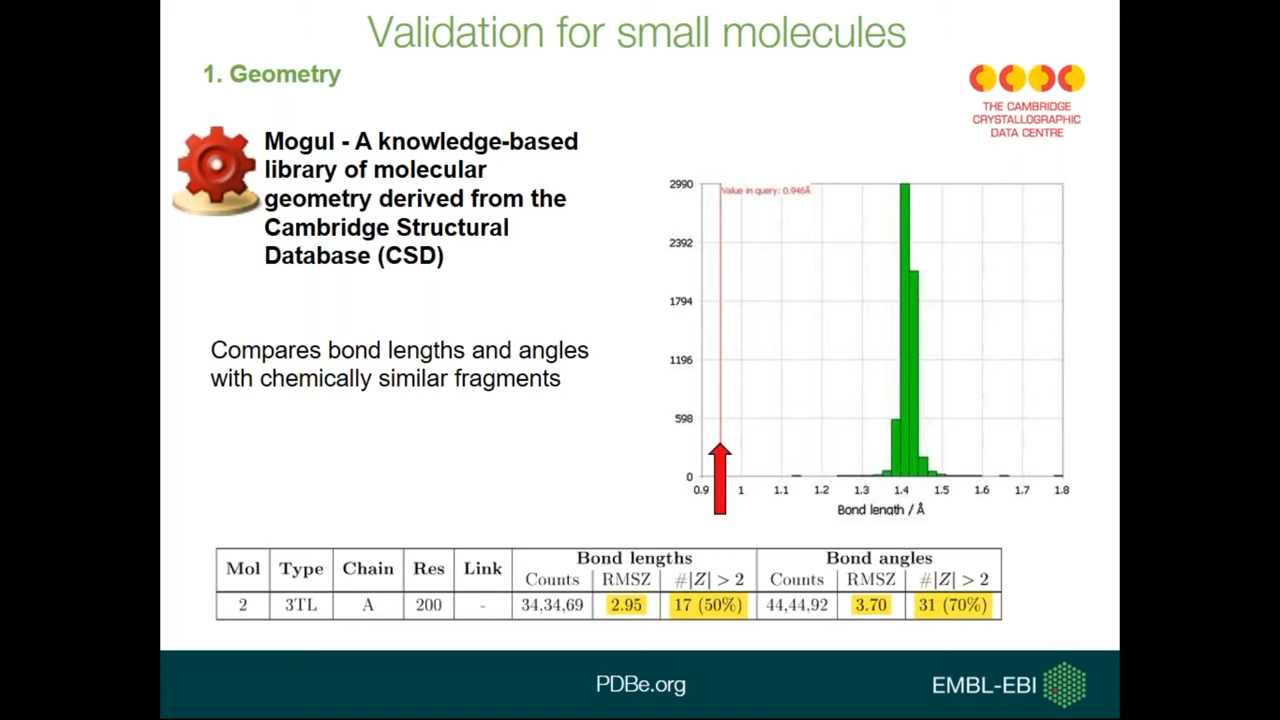 Validation for small molecules
1. Geometry
THE CAMBRIDGE
CRYSTALLOGRAPHIC
DATA CENTRE
Mogul - A knowledge-based
library of molecular
geometry derived from the
Cambridge Structural
Database (CSD)
Compares bond lengths and angles
with chemically similar fragments
Value in query: 0.946Å
2990
2392
1794
1196
598
0
0.9 1 1.1 1.2 1.3 1.4 1.5 1.6 1.7 1.8
Bond length / Å
Mol Type Chain Res Link Bond lengths Bond angles
Counts RMSZ #|Z| > 2 Counts RMSZ #|Z| > 2
2 3TL A 200 - 34,34,69 2.95 17 (50%) 44,44,92 3.70 31 (70%)
PDBe.org
EMBL-EBI